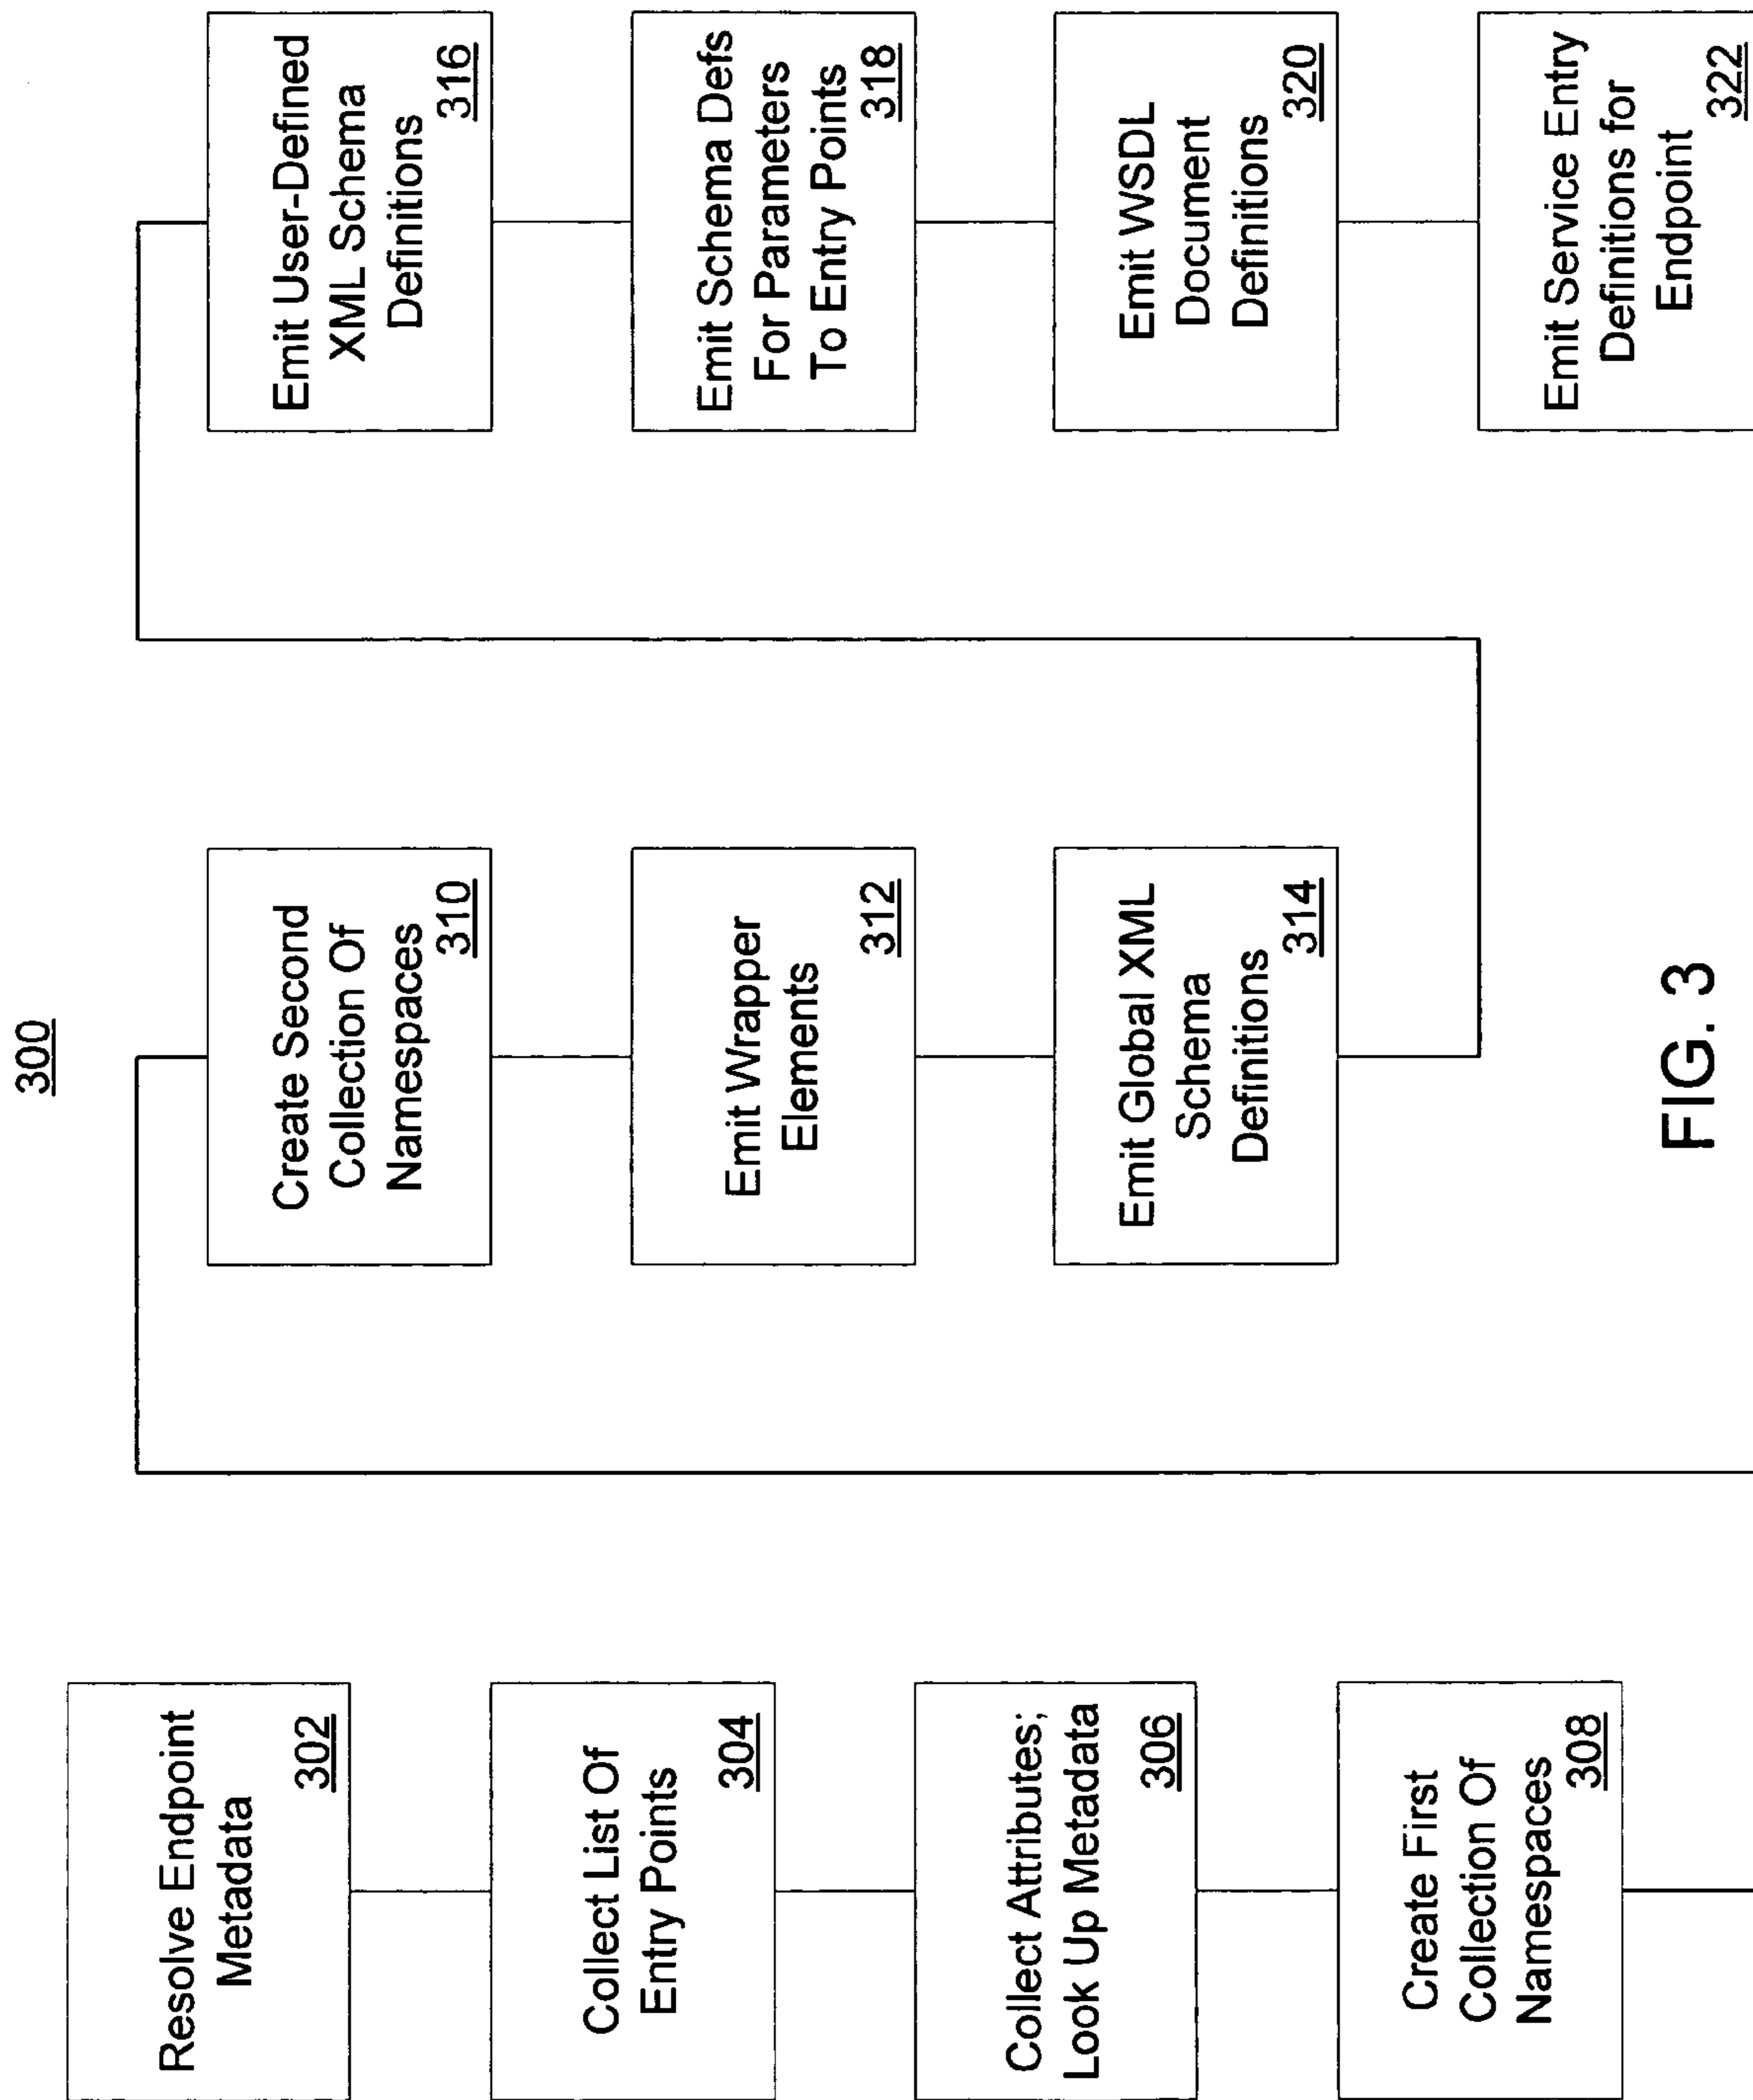 300
Resolve Endpoint
Metadata
302
Collect List Of
Entry Points
304
Collect Attributes;
Look Up Metadata
306
Create First
Collection Of
Namespaces
308
Create Second
Collection Of
Namespaces
310
Emit Wrapper
Elements
312
Emit Global XML
Schema
Definitions
314
Emit User-Defined
XML Schema
Definitions
316
Emit Schema Defs
For Parameters
To Entry Points
318
Emit WSDL
Document
Definitions
320
Emit Service Entry
Definitions for
Endpoint
322
FIG. 3